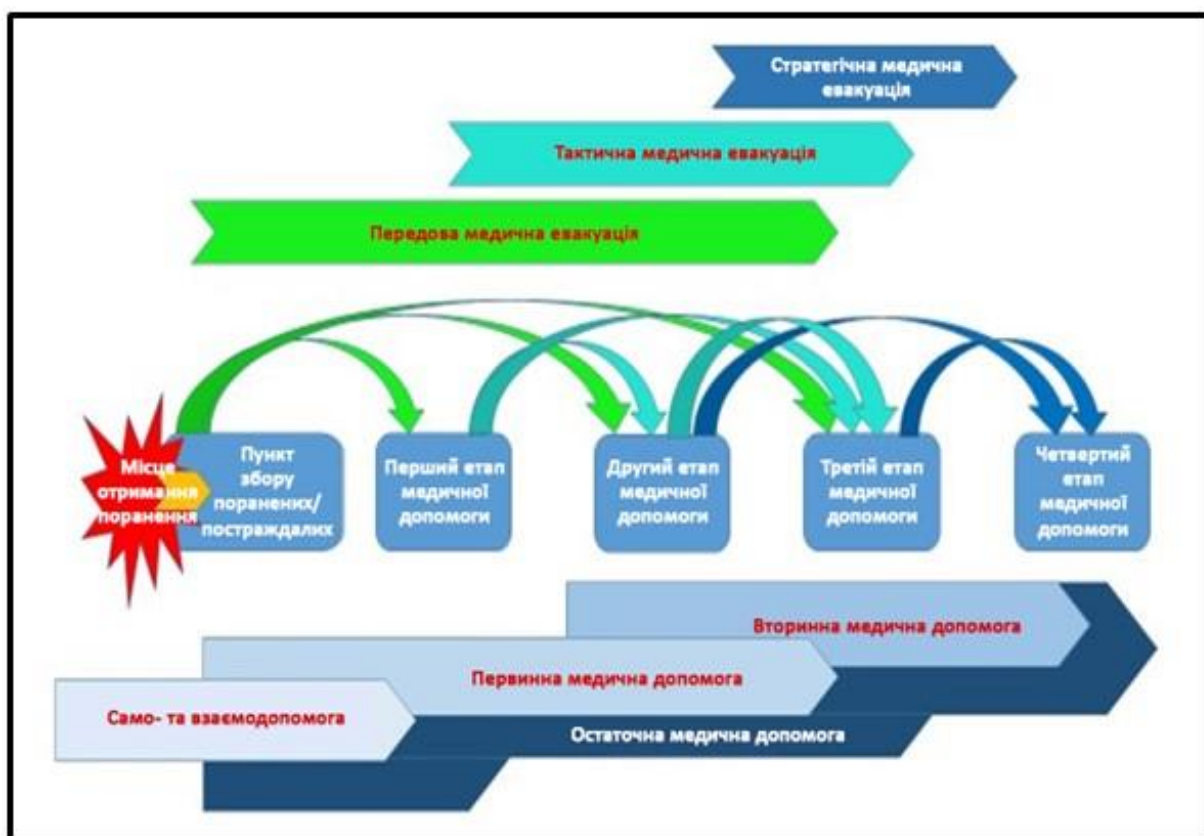 Стратегічна медична
евакуація
Тактична медична евакуація
Передова медична евакуація
Місце
отримання
поранення
Пункт
збору
поранених/
постраждалих
Перший етап
медичної
допомоги
Другий етап
медичної
допомоги
Третій етап
медичної
допомоги
Четвертий
етап
медичної
допомоги
Вторинна медична допомога
Первинна медична допомога
Само- та взаємодопомога
Остаточна медична допомога